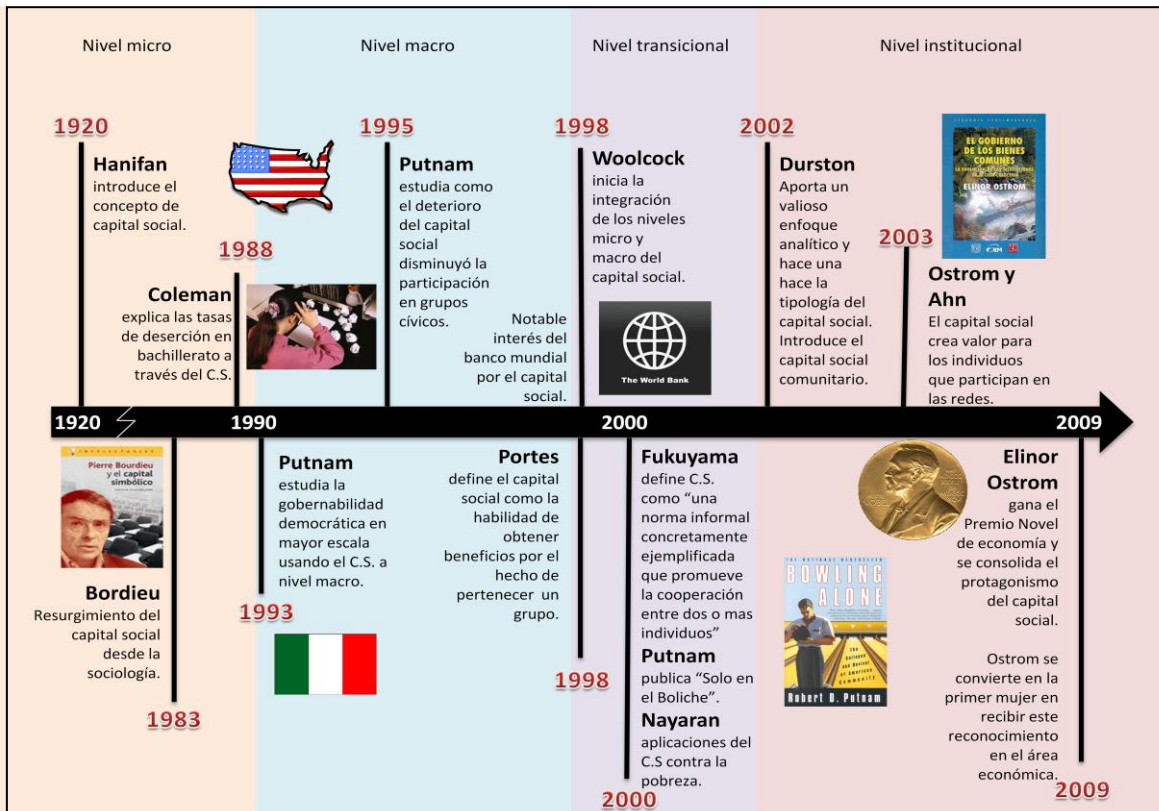 Nivel micro
Nivel macro
Nivel transicional
Nivel institucional
1920
Hanifan
introduce el
concepto de
capital social.
1988
Coleman
explica las tasas
de deserción en
bachillerato a
través del C.S.
1995
Putnam
estudia como
el deterioro
del capital
social
disminuyó la
participación
en grupos
cívicos.
1998
Woolcock
inicia la
integración
de los niveles
micro y
macro del
capital social.
Notable
interés del
banco mundial
por el capital
social.
The World Bank
2002
Durston
Aporta un
valioso
enfoque
analítico y
hace una
hace la
tipología del
capital social.
Introduce el
capital social
comunitario.
EL GOBIERNO
DE LOS BIENES
COMUNES
ELINOR OSTROM
2003
Ostrom y
Ahn
El capital social
crea valor para
los individuos
que participan en
las redes.
1920
1990
2000
2009
Pierre Bourdieu
y el capital
simbólico
Bordieu
Resurgimiento del
capital social
desde la
sociología.
1983
Putnam
estudia la
gobernabilidad
democrática en
mayor escala
usando el C.S. a
nivel macro.
1993
Portes
define el capital
social como la
habilidad de
obtener
beneficios por el
hecho de
pertenecer un
grupo.
1998
Fukuyama
define C.S.
como “una
norma informal
concretamente
ejemplificada
que promueve
la cooperación
entre dos o mas
individuos”
Putnam
publica “Solo en
el Boliche”.
Nayaran
aplicaciones del
C.S contra la
pobreza.
2000
THE NATIONAL BESTSELLER
BOWLING
ALONE
The
Collapse
and Revival
of American
Community
Robert D. Putnam
Elinor
Ostrom
gana el
Premio Novel
de economía y
se consolida el
protagonismo
del capital
social.
Ostrom se
convierte en la
primer mujer en
recibir este
reconocimiento
en el área
económica.
2009